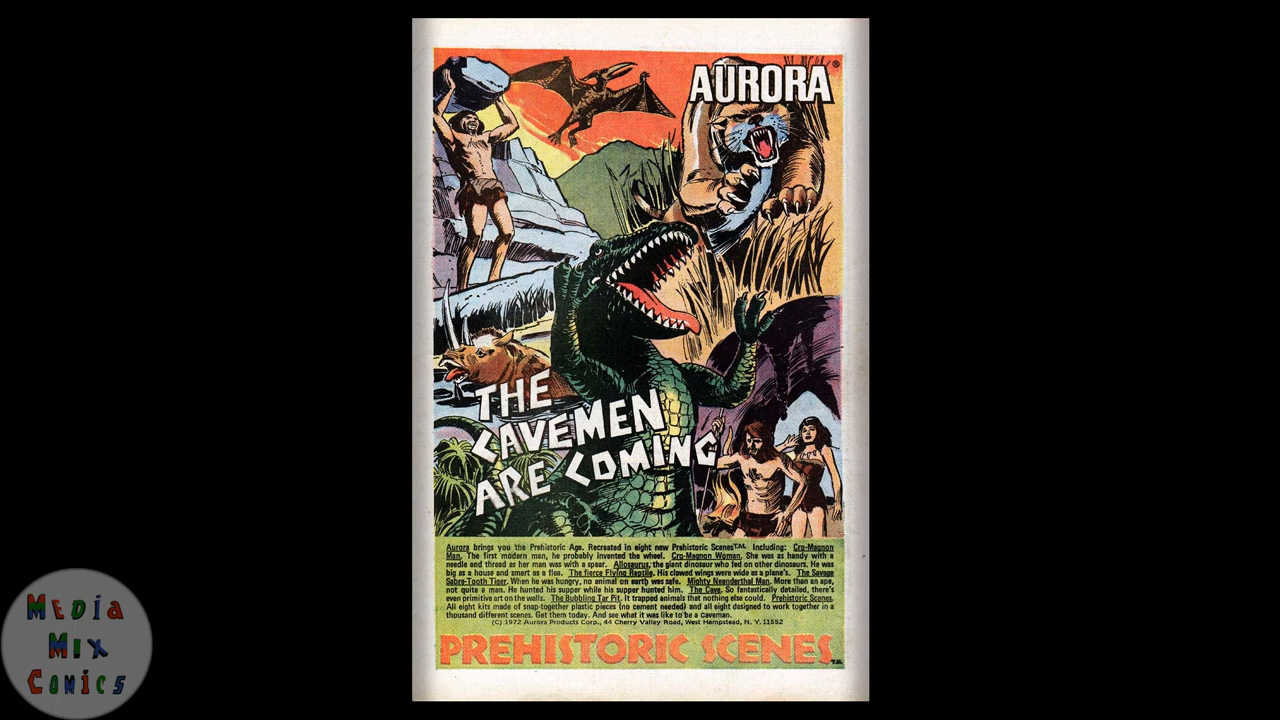 AURORA®
THE
CAVEMEN
ARE COMING
Aurora brings you the Prehistoric Age. Recreated in eight new Prehistoric Scenes T.M. Including: Cro-Magnon
Man. The first modern man, he probably invented the wheel. Cro-Magnon Woman. She was as handy with a
needle and thread as her man was with a spear. Allosaurus, the giant dinosaur who fed on other dinosaurs. He was
big as a house and smart as a flea. The fierce Flying Reptile. His clawed wings were wide as a plane's. The Savage
Sabre-Tooth Tiger. When he was hungry, no animal on earth was safe. Mighty Neanderthal Man. More than an ape,
not quite a man. He hunted his supper while his supper hunted him. The Cave. So fantastically detailed, there's
even primitive art on the walls. The Bubbling Tar Pit. It trapped animals that nothing else could. Prehistoric Scenes.
All eight kits made of snap-together plastic pieces (no cement needed) and all eight designed to work together in a
thousand different scenes. Get them today. And see what it was like to be a Caveman.
(C) 1972 Aurora Products Corp., 44 Cherry Valley Road, West Hempstead, N. Y. 11552
PREHISTORIC SCENES T.M.
MEDIA
MIX
COMICS